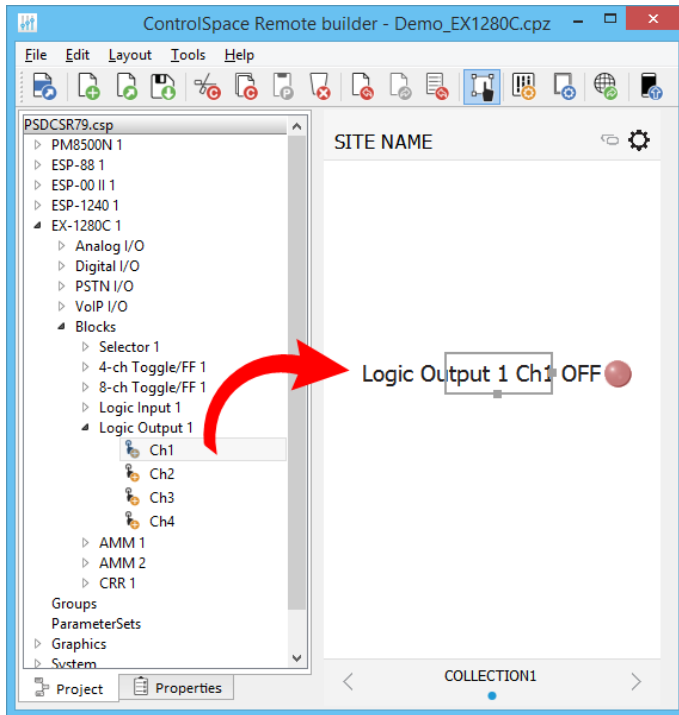 ControlSpace Remote builder - Demo_EX1280C.cpz
File Edit Layout Tools Help
PSDCSR79.csp
PM8500N 1
ESP-88 1
ESP-00 II 1
ESP-1240 1
EX-1280C 1
Analog I/O
Digital I/O
PSTN I/O
VoIP I/O
Blocks
Selector 1
4-ch Toggle/FF 1
8-ch Toggle/FF 1
Logic Input 1
Logic Output 1
Ch1
Ch2
Ch3
Ch4
AMM 1
AMM 2
CRR 1
Groups
ParameterSets
Graphics
System
Project Properties
SITE NAME
Logic Output 1 Ch1 OFF
COLLECTION1